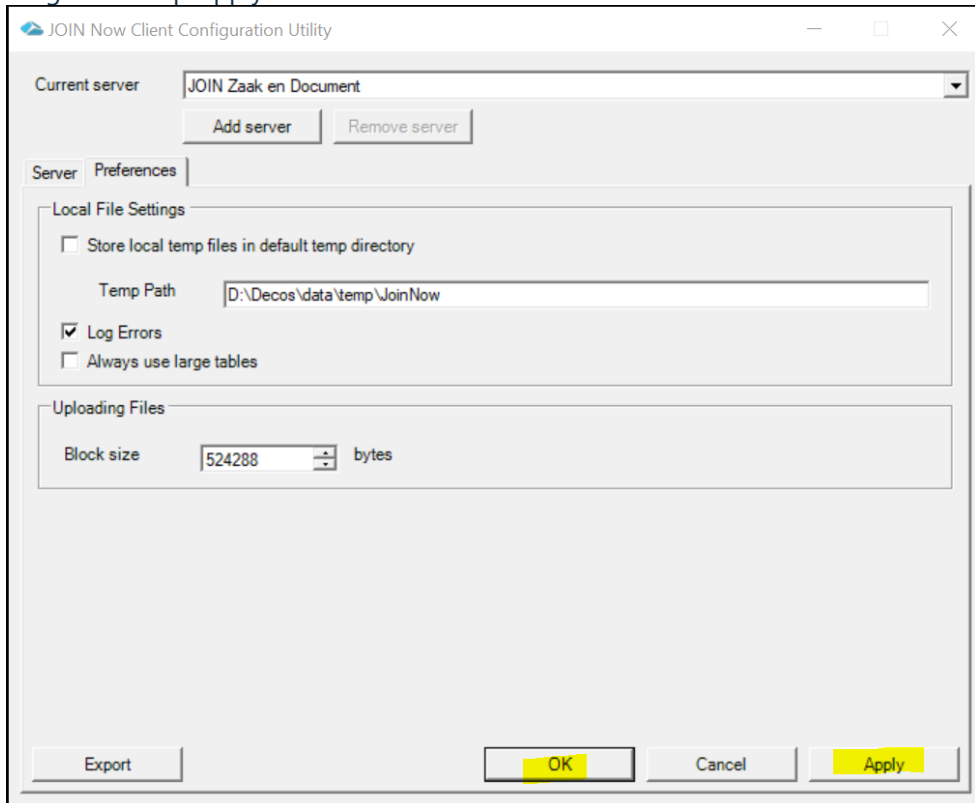 JOIN Now Client Configuration Utility
Current server JOIN Zaak en Document
Add server Remove server
Server Preferences
Local File Settings
Store local temp files in default temp directory
Temp Path D:\Decos\data\temp\JoinNow
Log Errors
Always use large tables
Uploading Files
Block size 524288 bytes
Export OK Cancel Apply